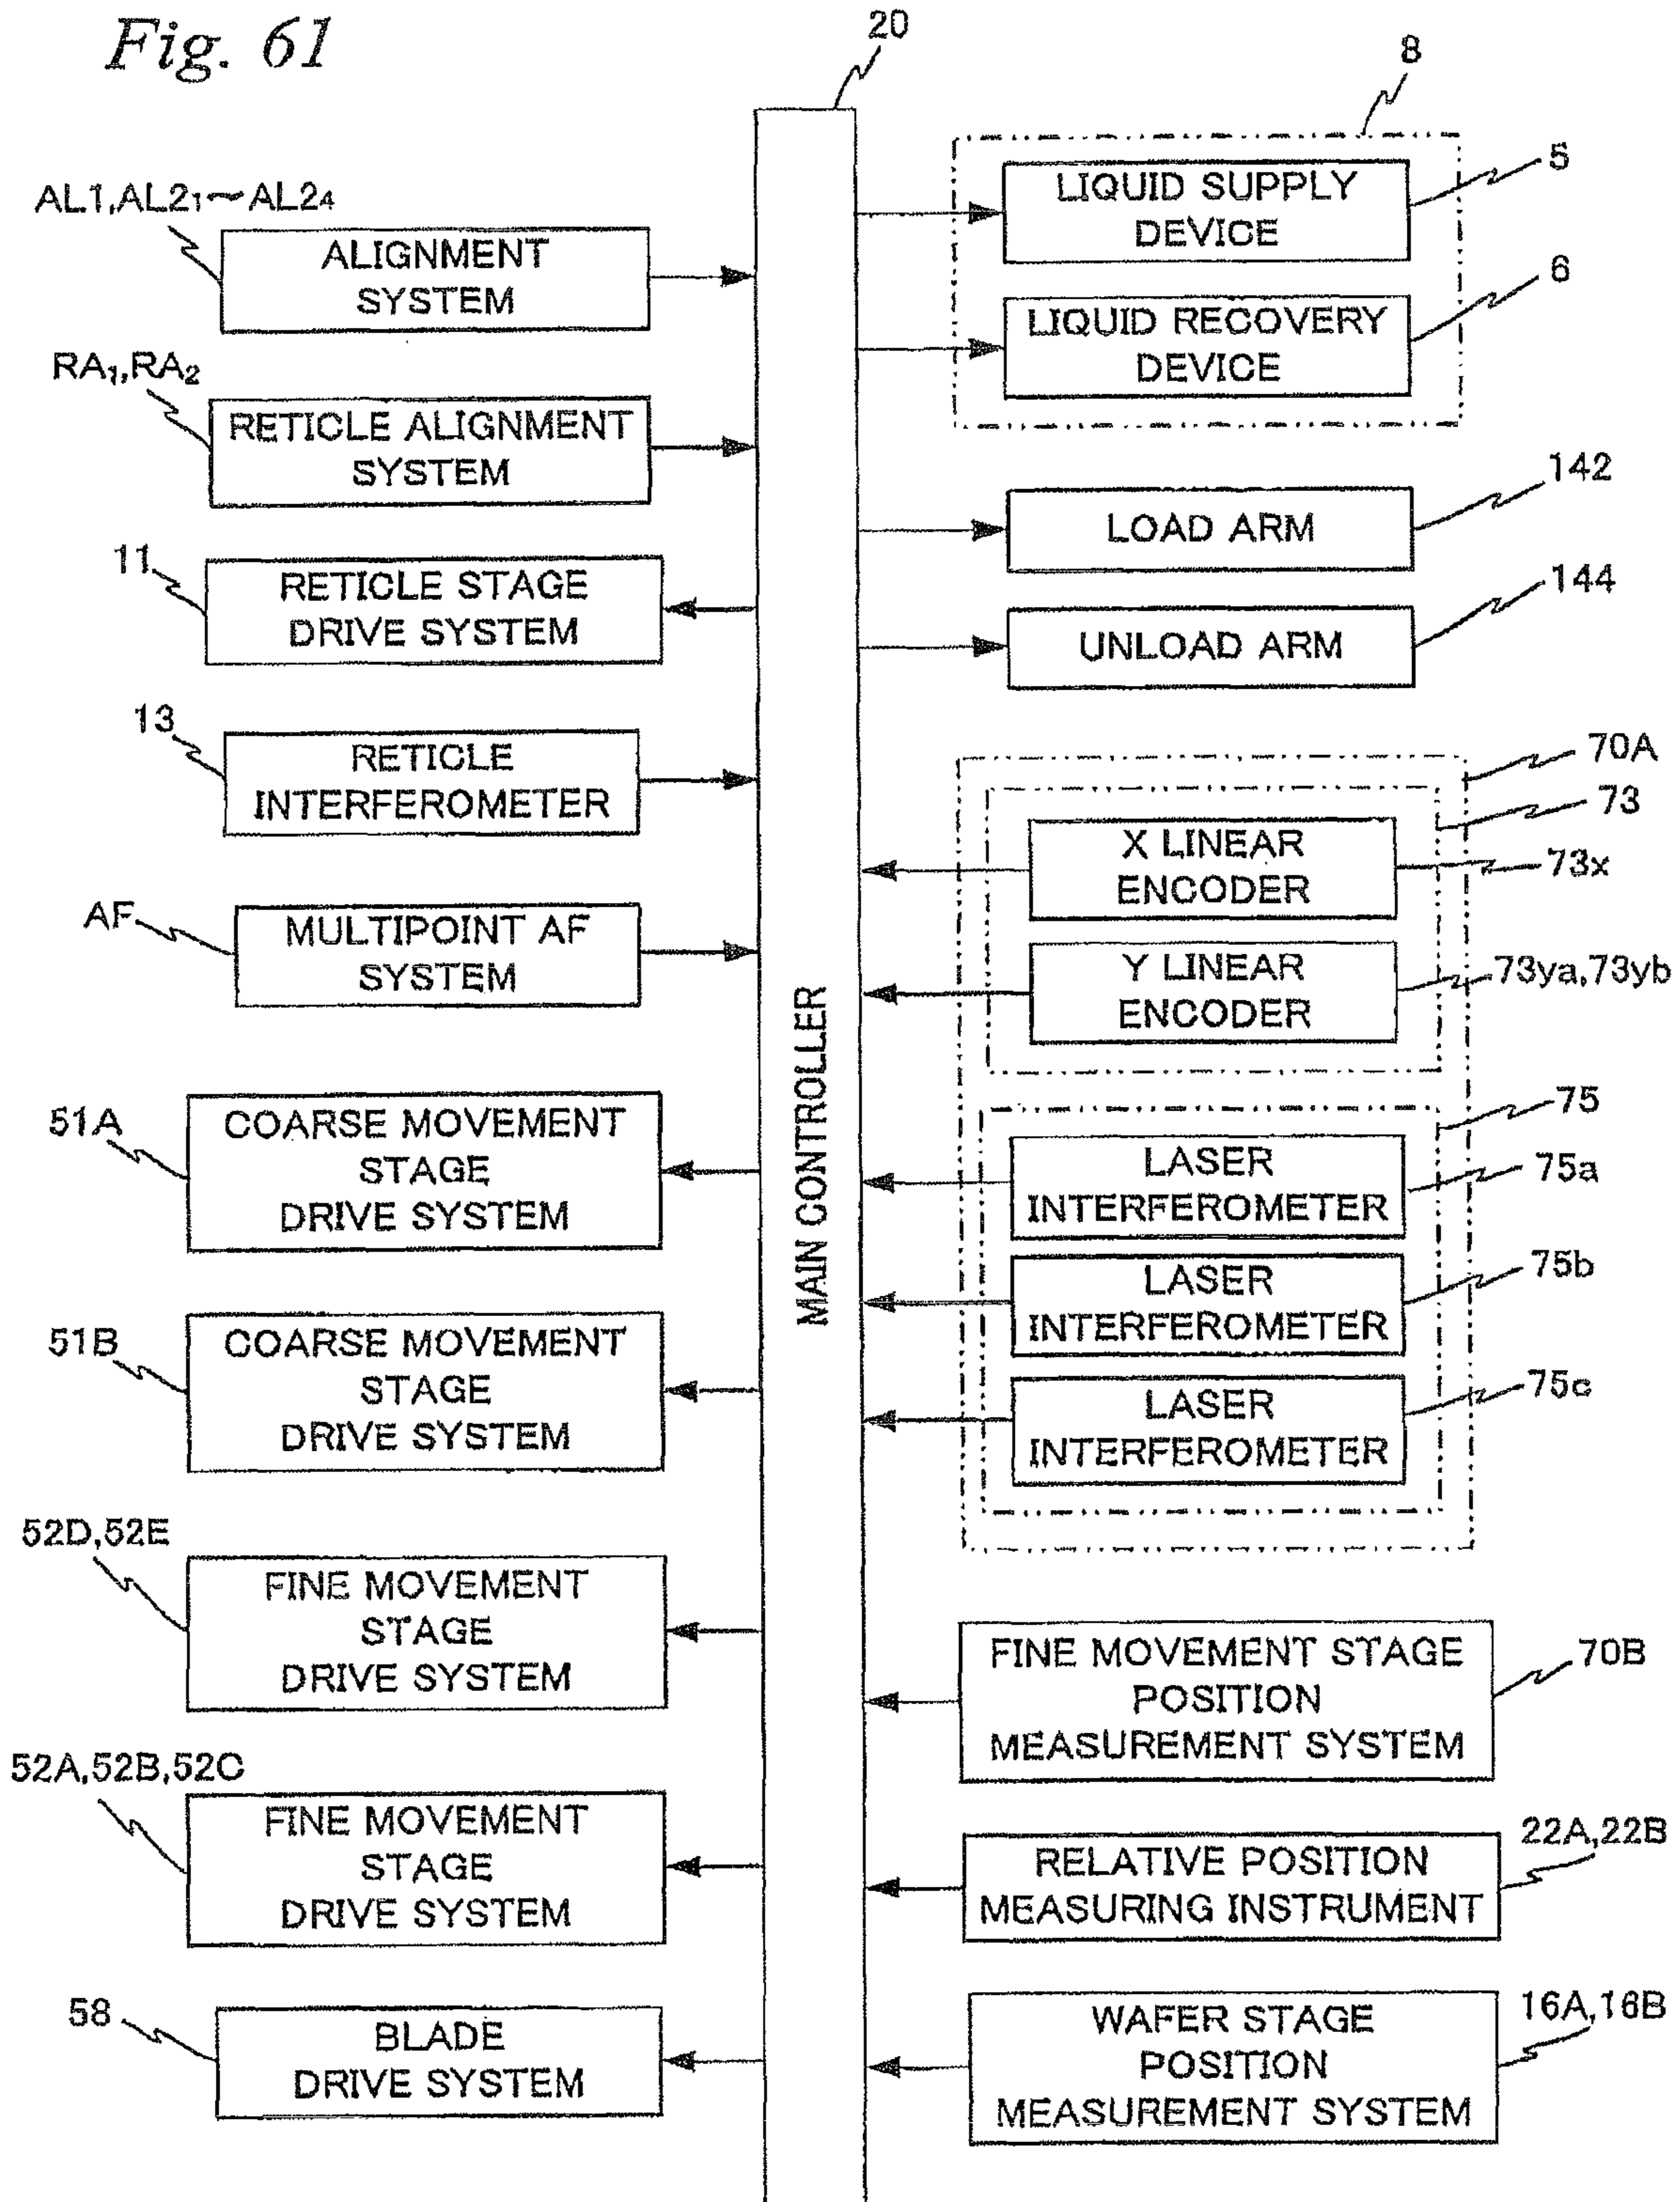 Fig. 61
20
8
AL1,AL2₁~AL2₄
ALIGNMENT
SYSTEM
RA₁,RA₂
RETICLE ALIGNMENT
SYSTEM
11
RETICLE STAGE
DRIVE SYSTEM
13
RETICLE
INTERFEROMETER
AF
MULTIPOINT AF
SYSTEM
51A
COARSE MOVEMENT
STAGE
DRIVE SYSTEM
51B
COARSE MOVEMENT
STAGE
DRIVE SYSTEM
52D,52E
FINE MOVEMENT
STAGE
DRIVE SYSTEM
52A,52B,52C
FINE MOVEMENT
STAGE
DRIVE SYSTEM
58
BLADE
DRIVE SYSTEM
MAIN CONTROLLER
LIQUID SUPPLY
DEVICE
5
LIQUID RECOVERY
DEVICE
6
LOAD ARM
142
UNLOAD ARM
144
70A
73
X LINEAR
ENCODER
73x
Y LINEAR
ENCODER
73ya,73yb
75
LASER
INTERFEROMETER
75a
LASER
INTERFEROMETER
75b
LASER
INTERFEROMETER
75c
FINE MOVEMENT STAGE
POSITION
MEASUREMENT SYSTEM
70B
RELATIVE POSITION
MEASURING INSTRUMENT
22A,22B
WAFER STAGE
POSITION
MEASUREMENT SYSTEM
16A,16B